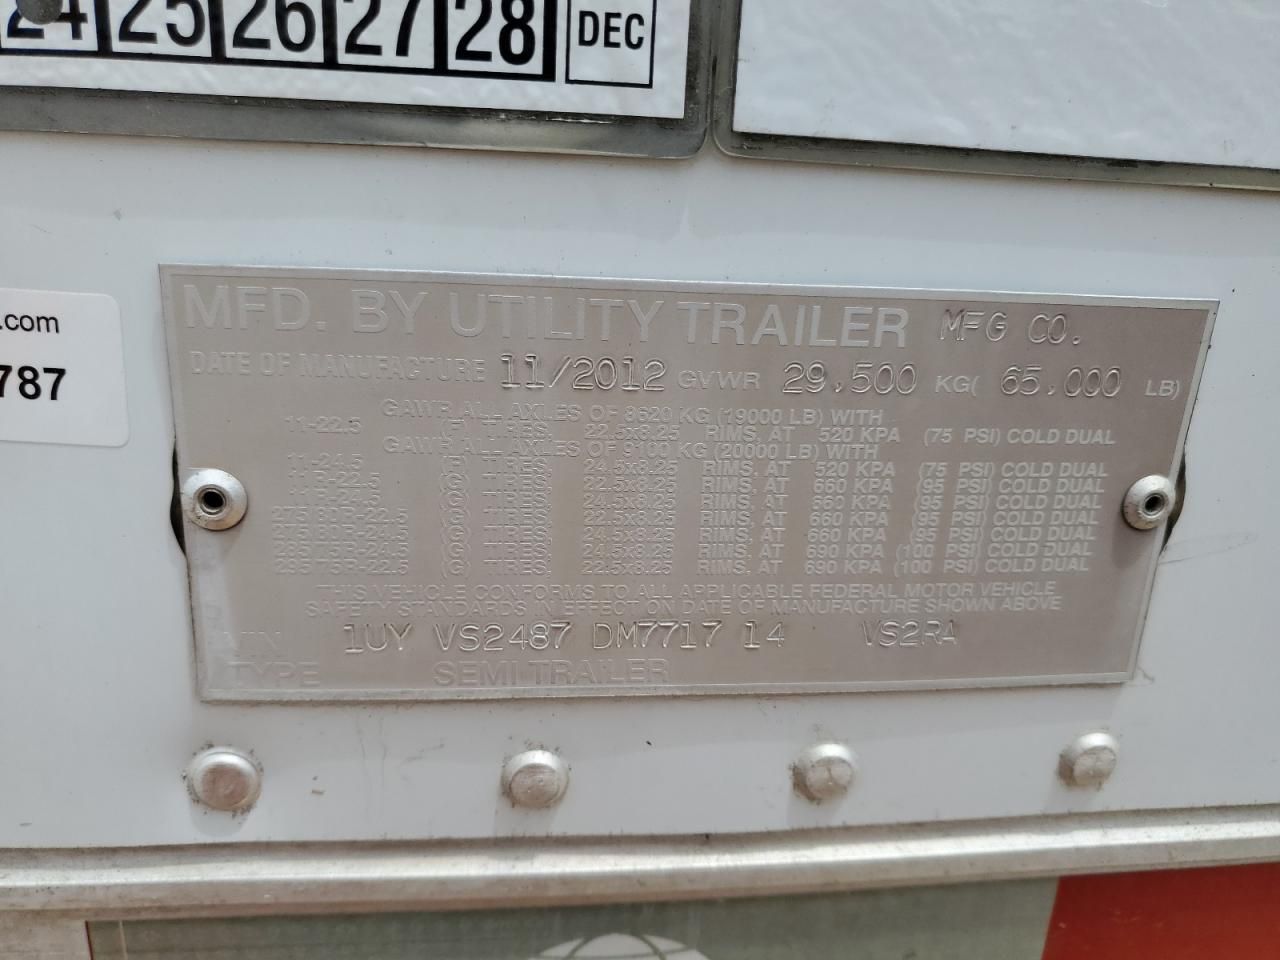 24 25 26 27 28 DEC
.com
787
MFD. BY UTILITY TRAILER MFG CO.
DATE OF MANUFACTURE 11/2012 GVWR 29,500 KG( 65,000 LB)
GAWR ALL AXLES OF 8620 KG (19000 LB) WITH
11-22.5 (F) TIRES, 22.5x8.25 RIMS, AT 520 KPA (75 PSI) COLD DUAL
GAWR ALL AXLES OF 9100 KG (20000 LB) WITH
11-24.5 (F) TIRES, 24.5x8.25 RIMS, AT 520 KPA (75 PSI) COLD DUAL
11R-22.5 (G) TIRES, 22.5x8.25 RIMS, AT 660 KPA (95 PSI) COLD DUAL
11R-24.5 (G) TIRES, 24.5x8.25 RIMS, AT 660 KPA (95 PSI) COLD DUAL
275/80R-22.5 (G) TIRES, 22.5x8.25 RIMS, AT 660 KPA (95 PSI) COLD DUAL
275/80R-24.5 (G) TIRES, 24.5x8.25 RIMS, AT 660 KPA (95 PSI) COLD DUAL
285/75R-24.5 (G) TIRES, 24.5x8.25 RIMS, AT 690 KPA (100 PSI) COLD DUAL
295/75R-22.5 (G) TIRES, 22.5x8.25 RIMS, AT 690 KPA (100 PSI) COLD DUAL
THIS VEHICLE CONFORMS TO ALL APPLICABLE FEDERAL MOTOR VEHICLE
SAFETY STANDARDS IN EFFECT ON DATE OF MANUFACTURE SHOWN ABOVE
VIN 1UY VS2487 DM7717 14 VS2RA
TYPE SEMI TRAILER